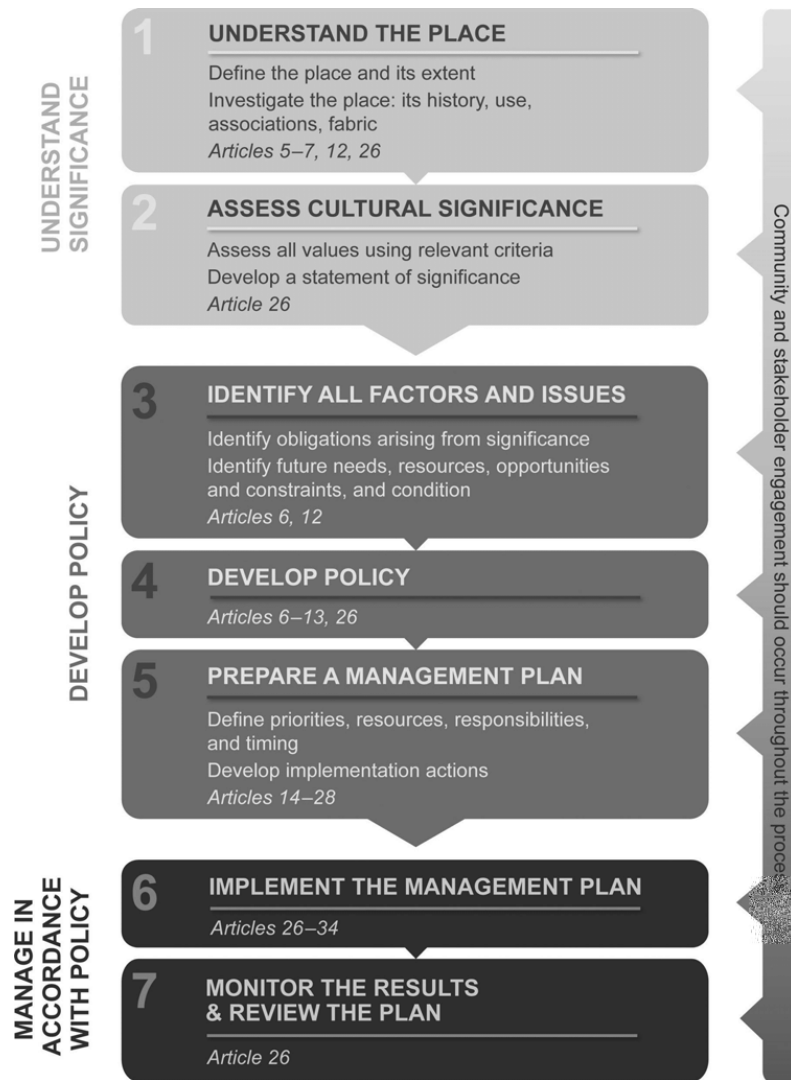 UNDERSTAND
SIGNIFICANCE
1
UNDERSTAND THE PLACE
Define the place and its extent
Investigate the place: its history, use,
associations, fabric
Articles 5–7, 12, 26
2
ASSESS CULTURAL SIGNIFICANCE
Assess all values using relevant criteria
Develop a statement of significance
Article 26
DEVELOP POLICY
3
IDENTIFY ALL FACTORS AND ISSUES
Identify obligations arising from significance
Identify future needs, resources, opportunities
and constraints, and condition
Articles 6, 12
4
DEVELOP POLICY
Articles 6–13, 26
5
PREPARE A MANAGEMENT PLAN
Define priorities, resources, responsibilities,
and timing
Develop implementation actions
Articles 14–28
MANAGE IN
ACCORDANCE
WITH POLICY
6
IMPLEMENT THE MANAGEMENT PLAN
Articles 26–34
7
MONITOR THE RESULTS
& REVIEW THE PLAN
Article 26
Community and stakeholder engagement should occur throughout the process